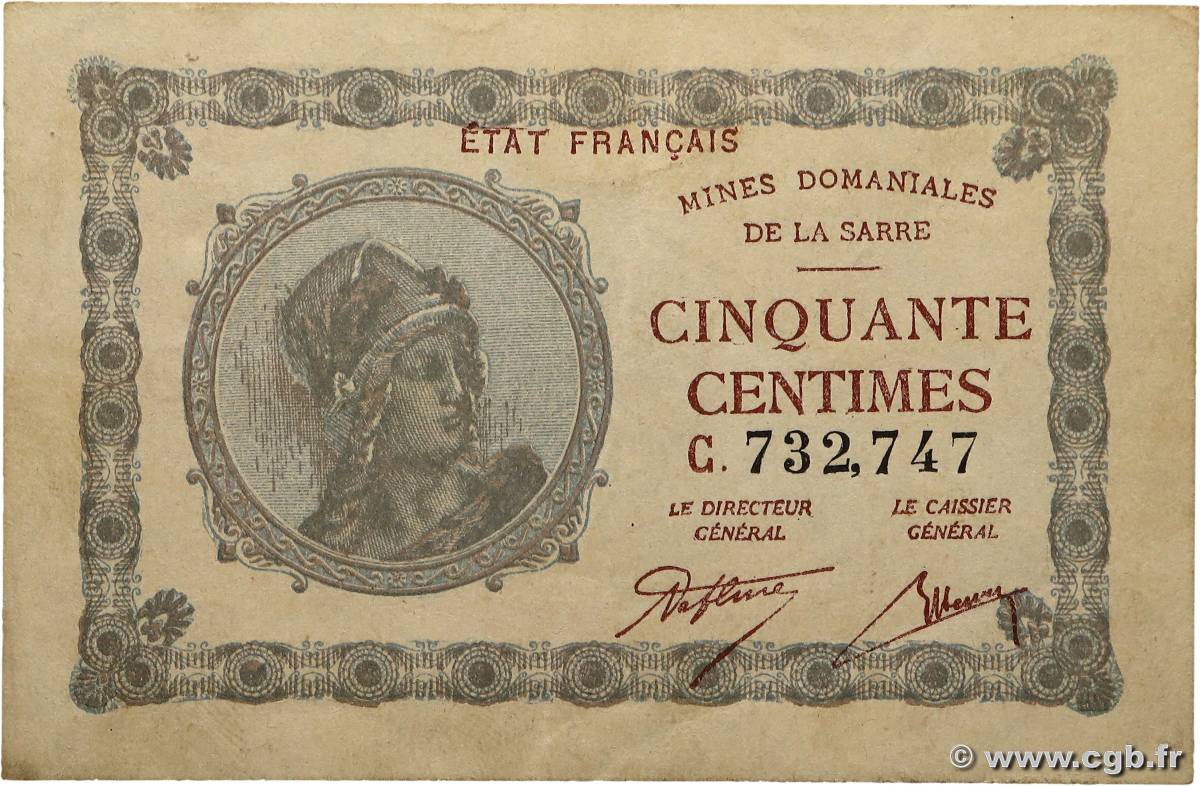 ÉTAT FRANÇAIS
MINES DOMANIALES
DE LA SARRE
CINQUANTE
CENTIMES
C. 732,747
LE DIRECTEUR
GÉNÉRAL
LE CAISSIER
GÉNÉRAL
© www.cgb.fr